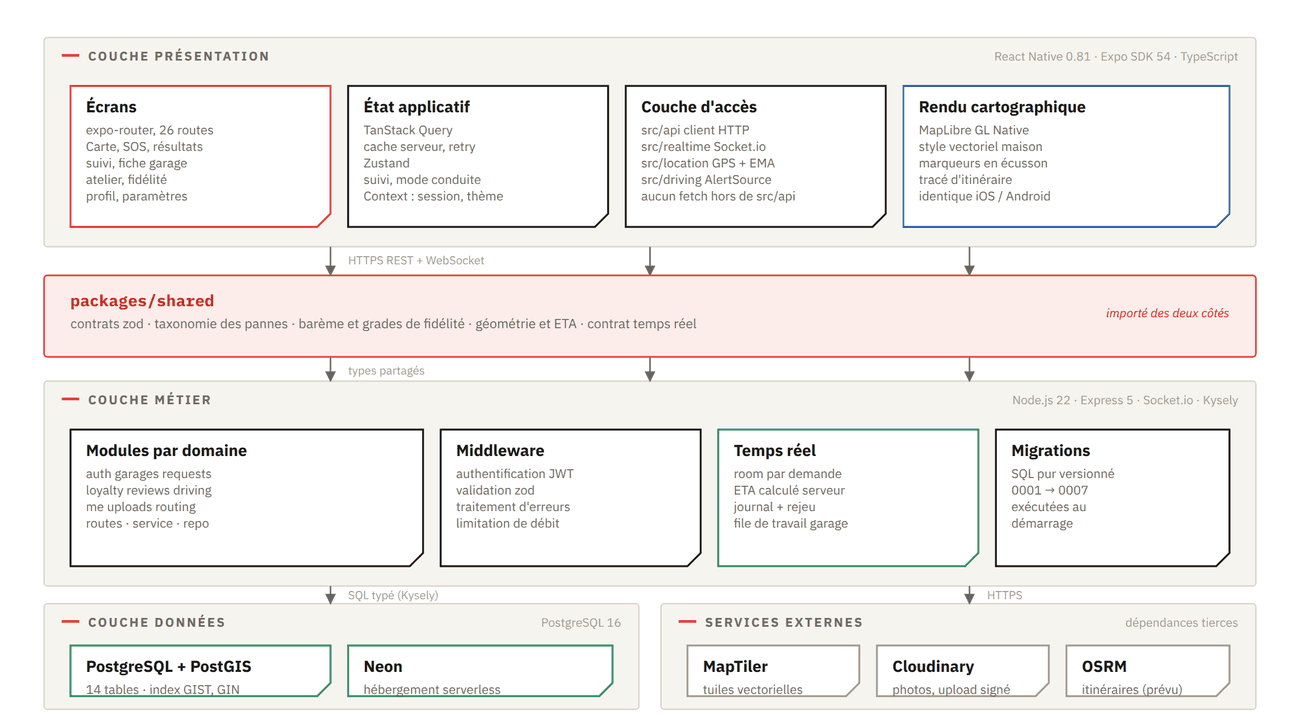 COUCHE PRÉSENTATION
React Native 0.81 · Expo SDK 54 · TypeScript
Écrans
expo-router, 26 routes
Carte, SOS, résultats
suivi, fiche garage
atelier, fidélité
profil, paramètres
État applicatif
TanStack Query
cache serveur, retry
Zustand
suivi, mode conduite
Context : session, thème
Couche d'accès
src/api client HTTP
src/realtime Socket.io
src/location GPS + EMA
src/driving AlertSource
aucun fetch hors de src/api
Rendu cartographique
MapLibre GL Native
style vectoriel maison
marqueurs en écusson
tracé d'itinéraire
identique iOS / Android
HTTPS REST + WebSocket
packages/shared
contrats zod · taxonomie des pannes · barème et grades de fidélité · géométrie et ETA · contrat temps réel
importé des deux côtés
types partagés
COUCHE MÉTIER
Node.js 22 · Express 5 · Socket.io · Kysely
Modules par domaine
auth garages requests
loyalty reviews driving
me uploads routing
routes · service · repo
Middleware
authentification JWT
validation zod
traitement d'erreurs
limitation de débit
Temps réel
room par demande
ETA calculé serveur
journal + rejeu
file de travail garage
Migrations
SQL pur versionné
0001 → 0007
exécutées au
démarrage
SQL typé (Kysely)
HTTPS
COUCHE DONNÉES
PostgreSQL 16
PostgreSQL + PostGIS
14 tables · index GIST, GIN
Neon
hébergement serverless
SERVICES EXTERNES
dépendances tierces
MapTiler
tuiles vectorielles
Cloudinary
photos, upload signé
OSRM
itinéraires (prévu)